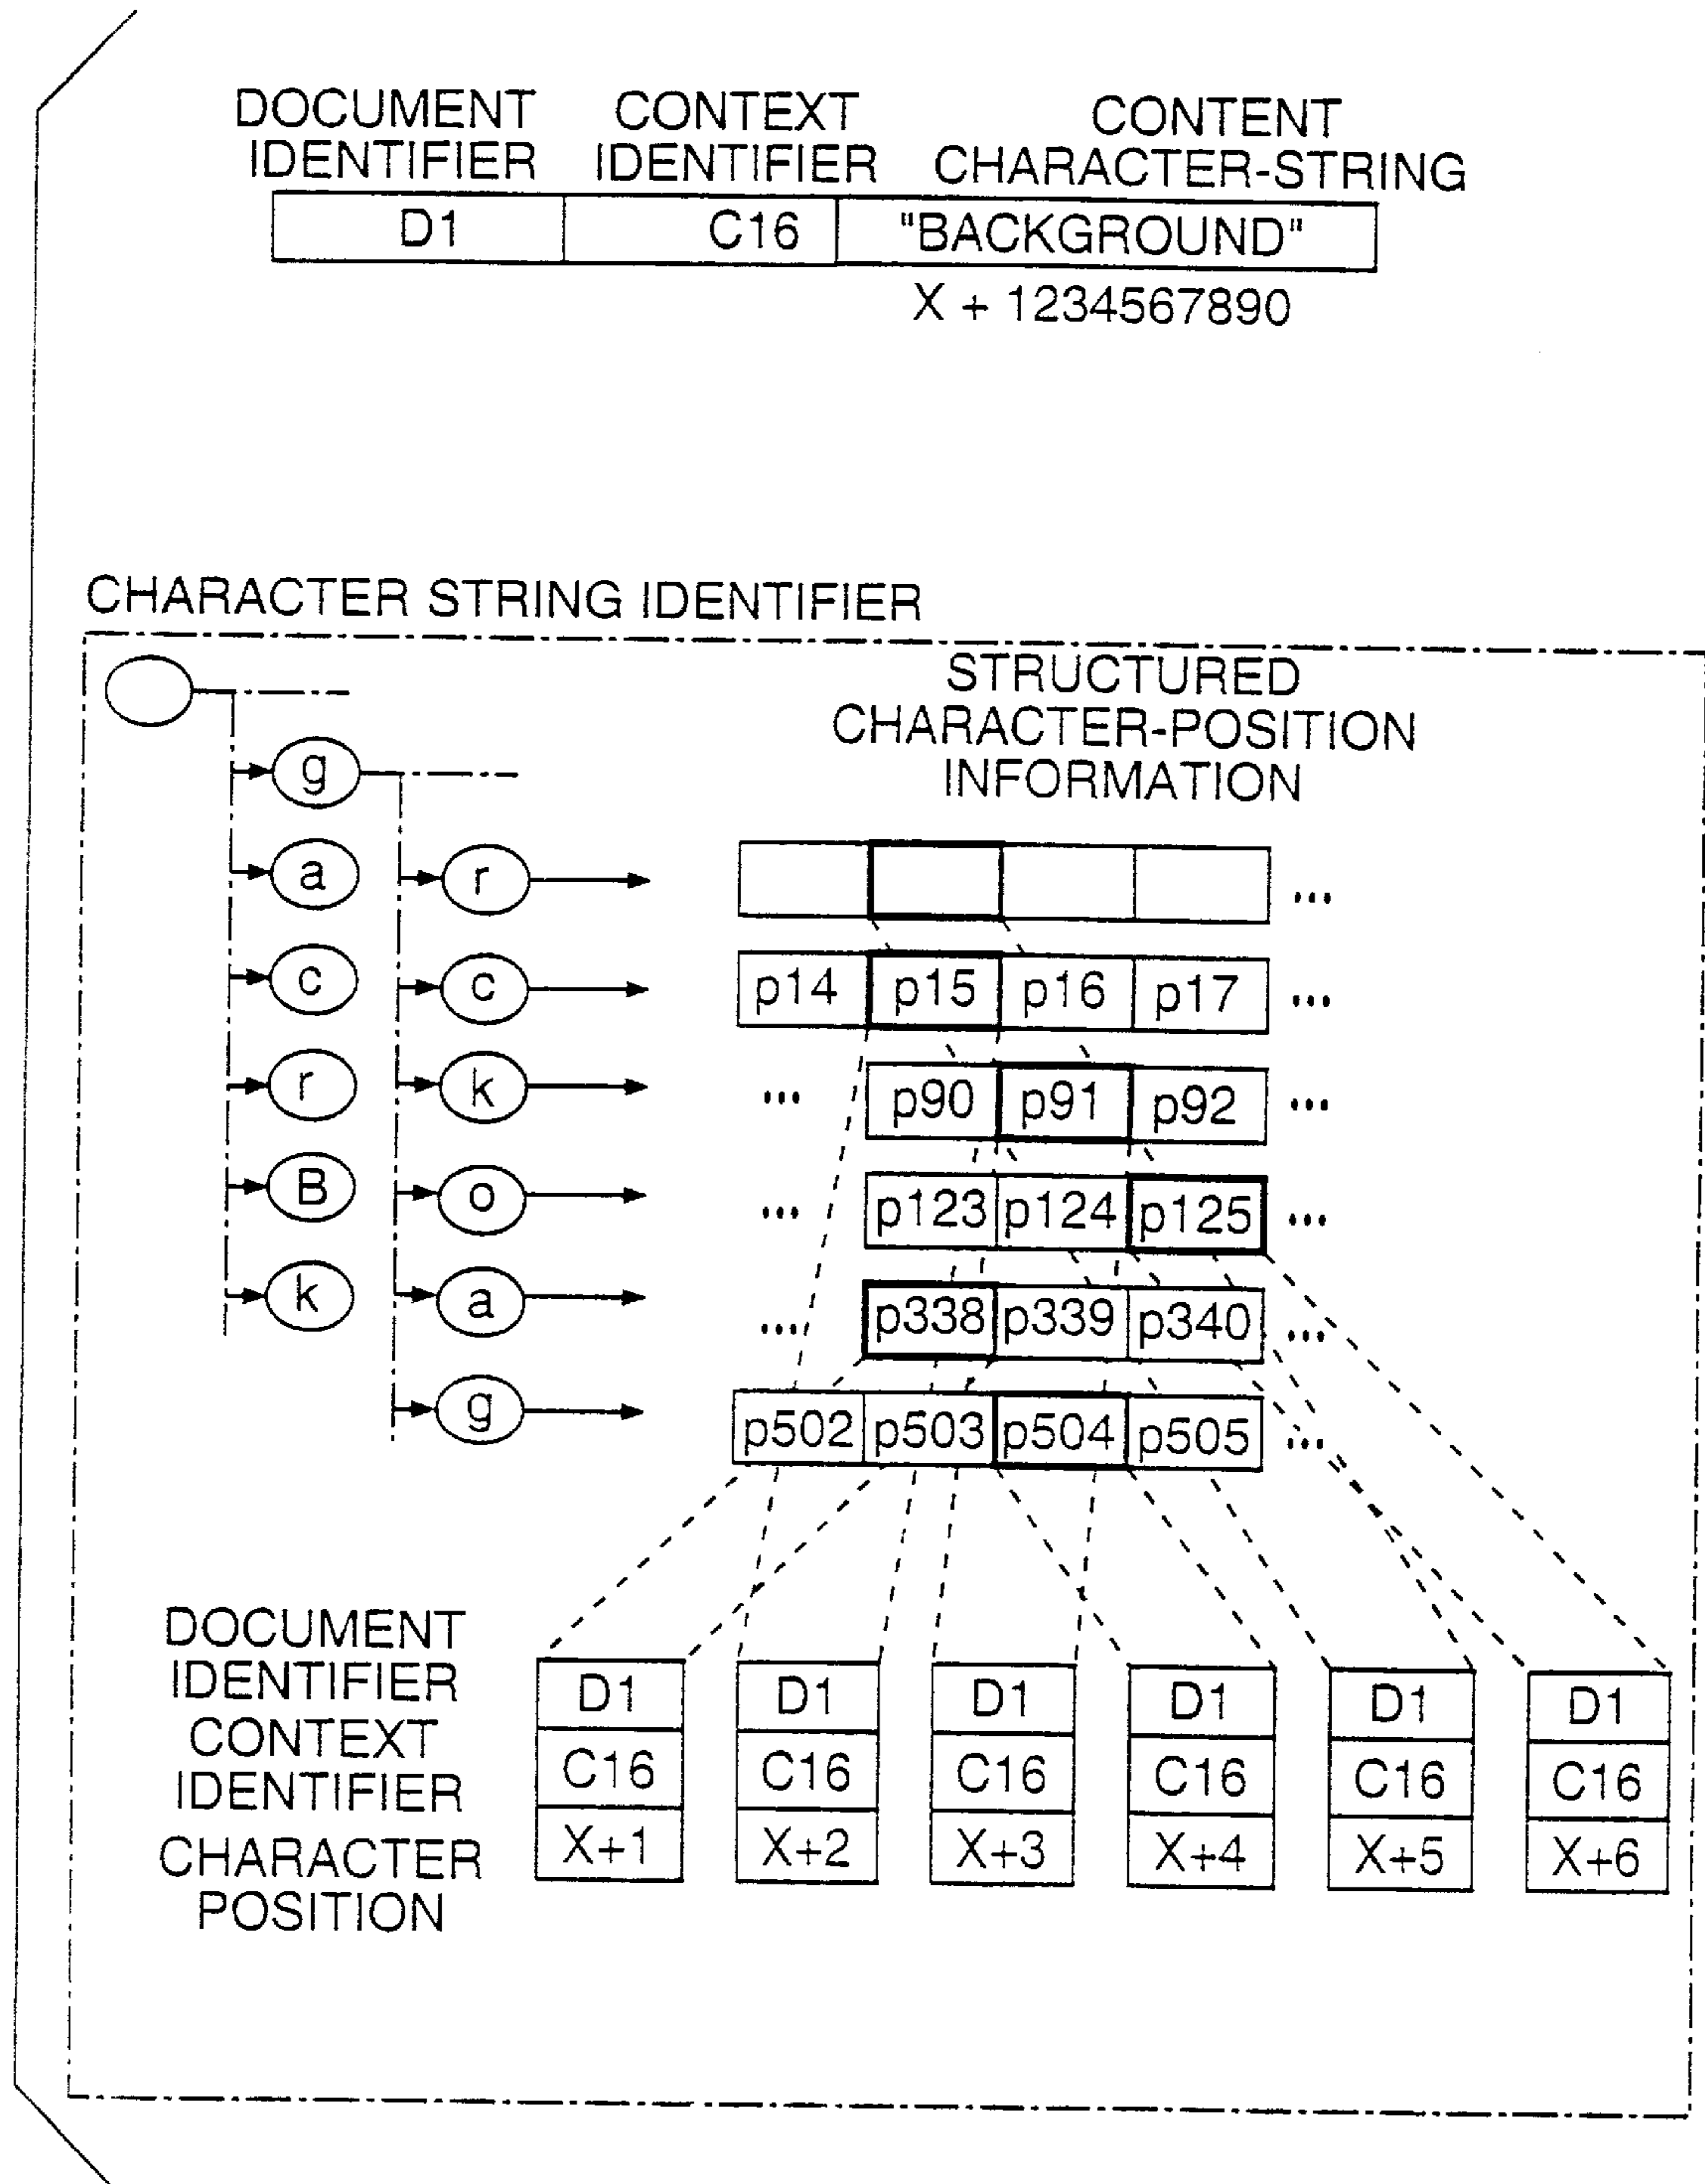 DOCUMENT IDENTIFIER CONTEXT IDENTIFIER CONTENT CHARACTER-STRING
D1 C16 "BACKGROUND"
X + 1234567890
CHARACTER STRING IDENTIFIER
STRUCTURED
CHARACTER-POSITION
INFORMATION
g
a r
c c p14 p15 p16 p17 ...
r k ... p90 p91 p92 ...
B o ... p123 p124 p125 ...
k a ... p338 p339 p340 ...
g p502 p503 p504 p505 ...
DOCUMENT
IDENTIFIER D1 D1 D1 D1 D1 D1
CONTEXT
IDENTIFIER C16 C16 C16 C16 C16 C16
CHARACTER
POSITION X+1 X+2 X+3 X+4 X+5 X+6